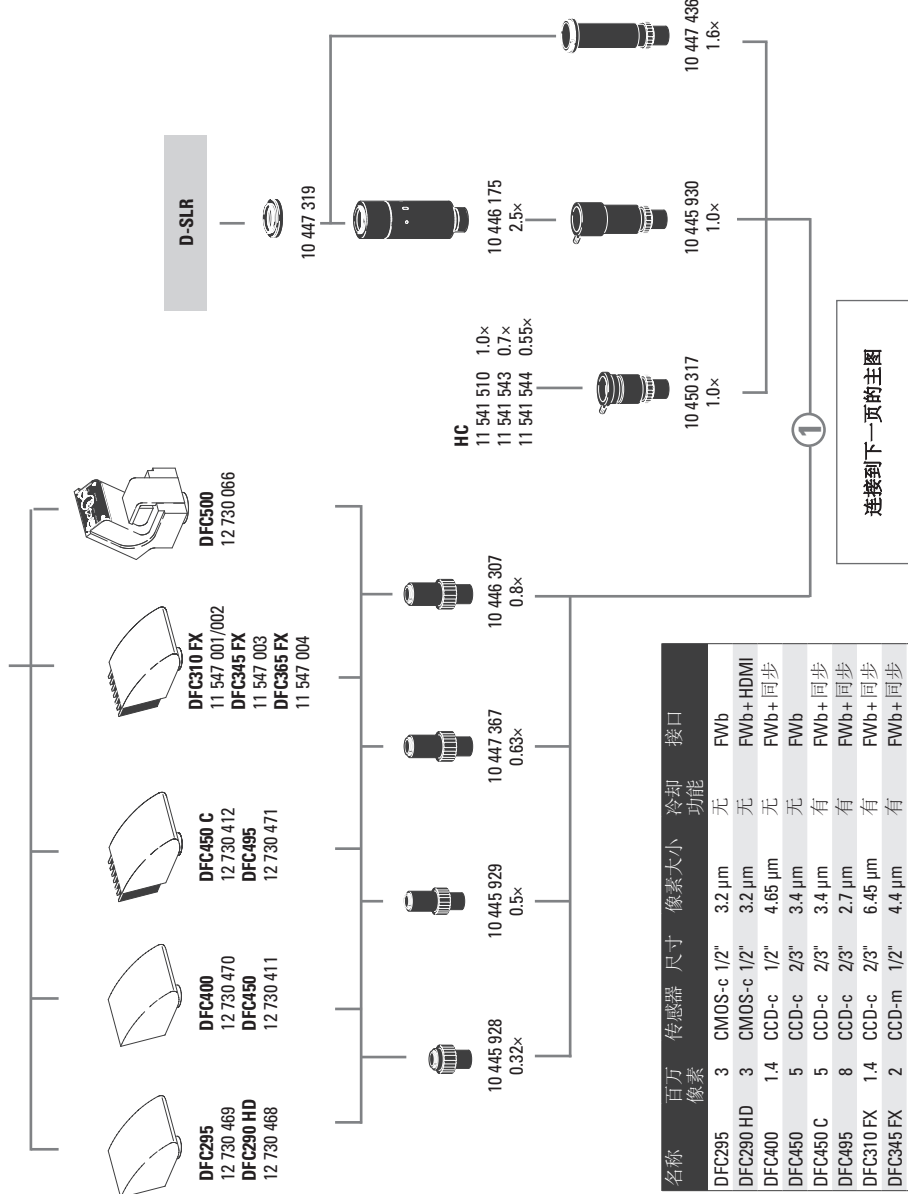 DFC295
12 730 469
DFC290 HD
12 730 468
DFC400
12 730 470
DFC450
12 730 411
DFC450 C
12 730 412
DFC495
12 730 471
DFC310 FX
11 547 001/002
DFC345 FX
11 547 003
DFC365 FX
11 547 004
DFC500
12 730 066
D-SLR
10 447 319
10 445 928
0.32×
10 445 929
0.5×
10 447 367
0.63×
10 446 307
0.8×
HC
11 541 510 1.0×
11 541 543 0.7×
11 541 544 0.55×
10 446 175
2.5×
10 450 317
1.0×
10 445 930
1.0×
10 447 436
1.6×
1
连接到下一页的主图
名称 百万像素 传感器 尺寸 像素大小 冷却功能 接口
DFC295 3 CMOS-c 1/2" 3.2 µm 无 FWb
DFC290 HD 3 CMOS-c 1/2" 3.2 µm 无 FWb+HDMI
DFC400 1.4 CCD-c 1/2" 4.65 µm 无 FWb+同步
DFC450 5 CCD-c 2/3" 3.4 µm 无 FWb
DFC450 C 5 CCD-c 2/3" 3.4 µm 有 FWb+同步
DFC495 8 CCD-c 2/3" 2.7 µm 有 FWb+同步
DFC310 FX 1.4 CCD-c 2/3" 6.45 µm 有 FWb+同步
DFC345 FX 2 CCD-m 1/2" 4.4 µm 有 FWb+同步